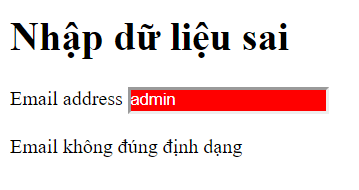 Nhập dữ liệu sai
Email address admin
Email không đúng định dạng